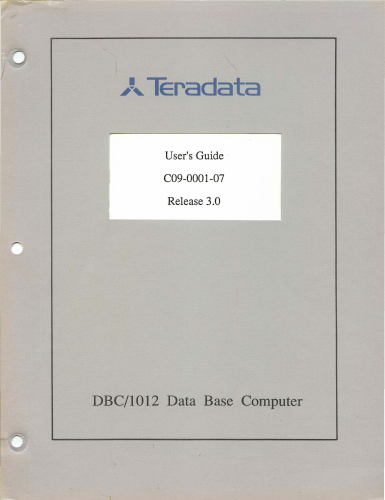 Teradata
User's Guide
C09-0001-07
Release 3.0
DBC/1012 Data Base Computer